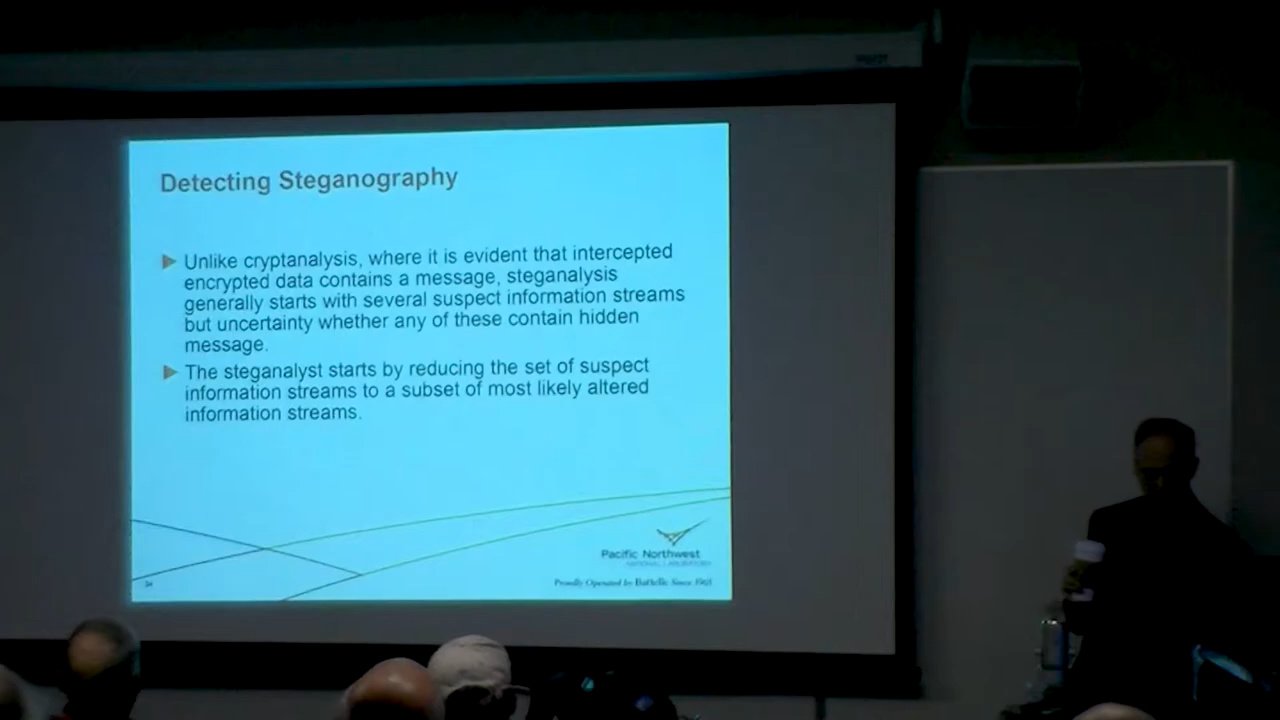 Detecting Steganography
Unlike cryptanalysis, where it is evident that intercepted
encrypted data contains a message, steganalysis
generally starts with several suspect information streams
but uncertainty whether any of these contain hidden
message.
The steganalyst starts by reducing the set of suspect
information streams to a subset of most likely altered
information streams.
Pacific Northwest
NATIONAL LABORATORY
Proudly Operated by Battelle Since 1965